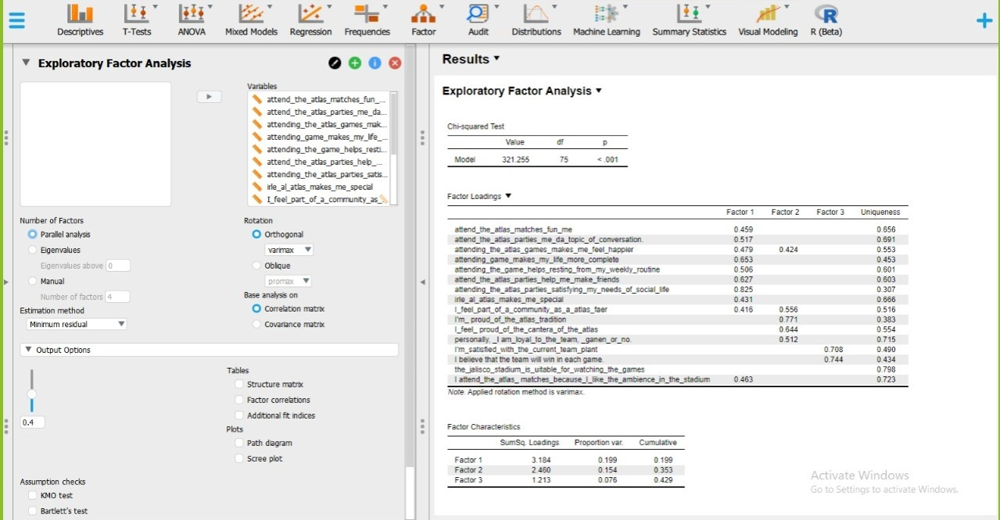 Descriptives T-Tests ANOVA Mixed Models Regression Frequencies Factor Audit Distributions Machine Learning Summary Statistics Visual Modeling R (Beta)
Exploratory Factor Analysis
Variables
attend_the_atlas_matches_fun_...
attend_the_atlas_parties_me_da...
attending_the_atlas_games_mak...
attending_game_makes_my_life_...
attending_the_game_helps_resti...
attend_the_atlas_parties_help_...
attending_the_atlas_parties_satis...
irle_al_atlas_makes_me_special
I_feel_part_of_a_community_as_
Number of Factors
Parallel analysis
Eigenvalues
Eigenvalues above 0
Manual
Number of factors 4
Rotation
Orthogonal
varimax
Oblique
promax
Base analysis on
Correlation matrix
Covariance matrix
Estimation method
Minimum residual
Output Options
0.4
Tables
Structure matrix
Factor correlations
Additional fit indices
Plots
Path diagram
Scree plot
Assumption checks
KMO test
Bartlett's test
Results
Exploratory Factor Analysis
Chi-squared Test
Value df p
Model 321.255 75 < .001
Factor Loadings
Factor 1 Factor 2 Factor 3 Uniqueness
attend_the_atlas_matches_fun_me 0.459 0.656
attend_the_atlas_parties_me_da_topic_of_conversation. 0.517 0.691
attending_the_atlas_games_makes_me_feel_happier 0.479 0.424 0.553
attending_game_makes_my_life_more_complete 0.653 0.453
attending_the_game_helps_resting_from_my_weekly_routine 0.506 0.601
attend_the_atlas_parties_help_me_make_friends 0.627 0.603
attending_the_atlas_parties_satisfying_my_needs_of_social_life 0.825 0.307
irle_al_atlas_makes_me_special 0.431 0.666
I_feel_part_of_a_community_as_a_atlas_faer 0.416 0.556 0.516
I'm_ proud_of_the_atlas_tradition 0.771 0.383
I_feel_ proud_of_the_cantera_of_the_atlas 0.644 0.554
personally, _I am_loyal_to_the_team, _ganen_or_no. 0.512 0.715
I'm_satisfied_with_the_current_team_plant 0.708 0.490
I believe that the team will win in each game. 0.744 0.434
the_jalisco_stadium_is_uitable_for_watching_the_games 0.798
I attend_the_atlas_ matches_because_I_like_the_ambience_in_the_stadium 0.463 0.723
Note. Applied rotation method is varimax.
Factor Characteristics
SumSq. Loadings Proportion var. Cumulative
Factor 1 3.184 0.199 0.199
Factor 2 2.460 0.154 0.353
Factor 3 1.213 0.076 0.429
Activate Windows
Go to Settings to activate Windows.